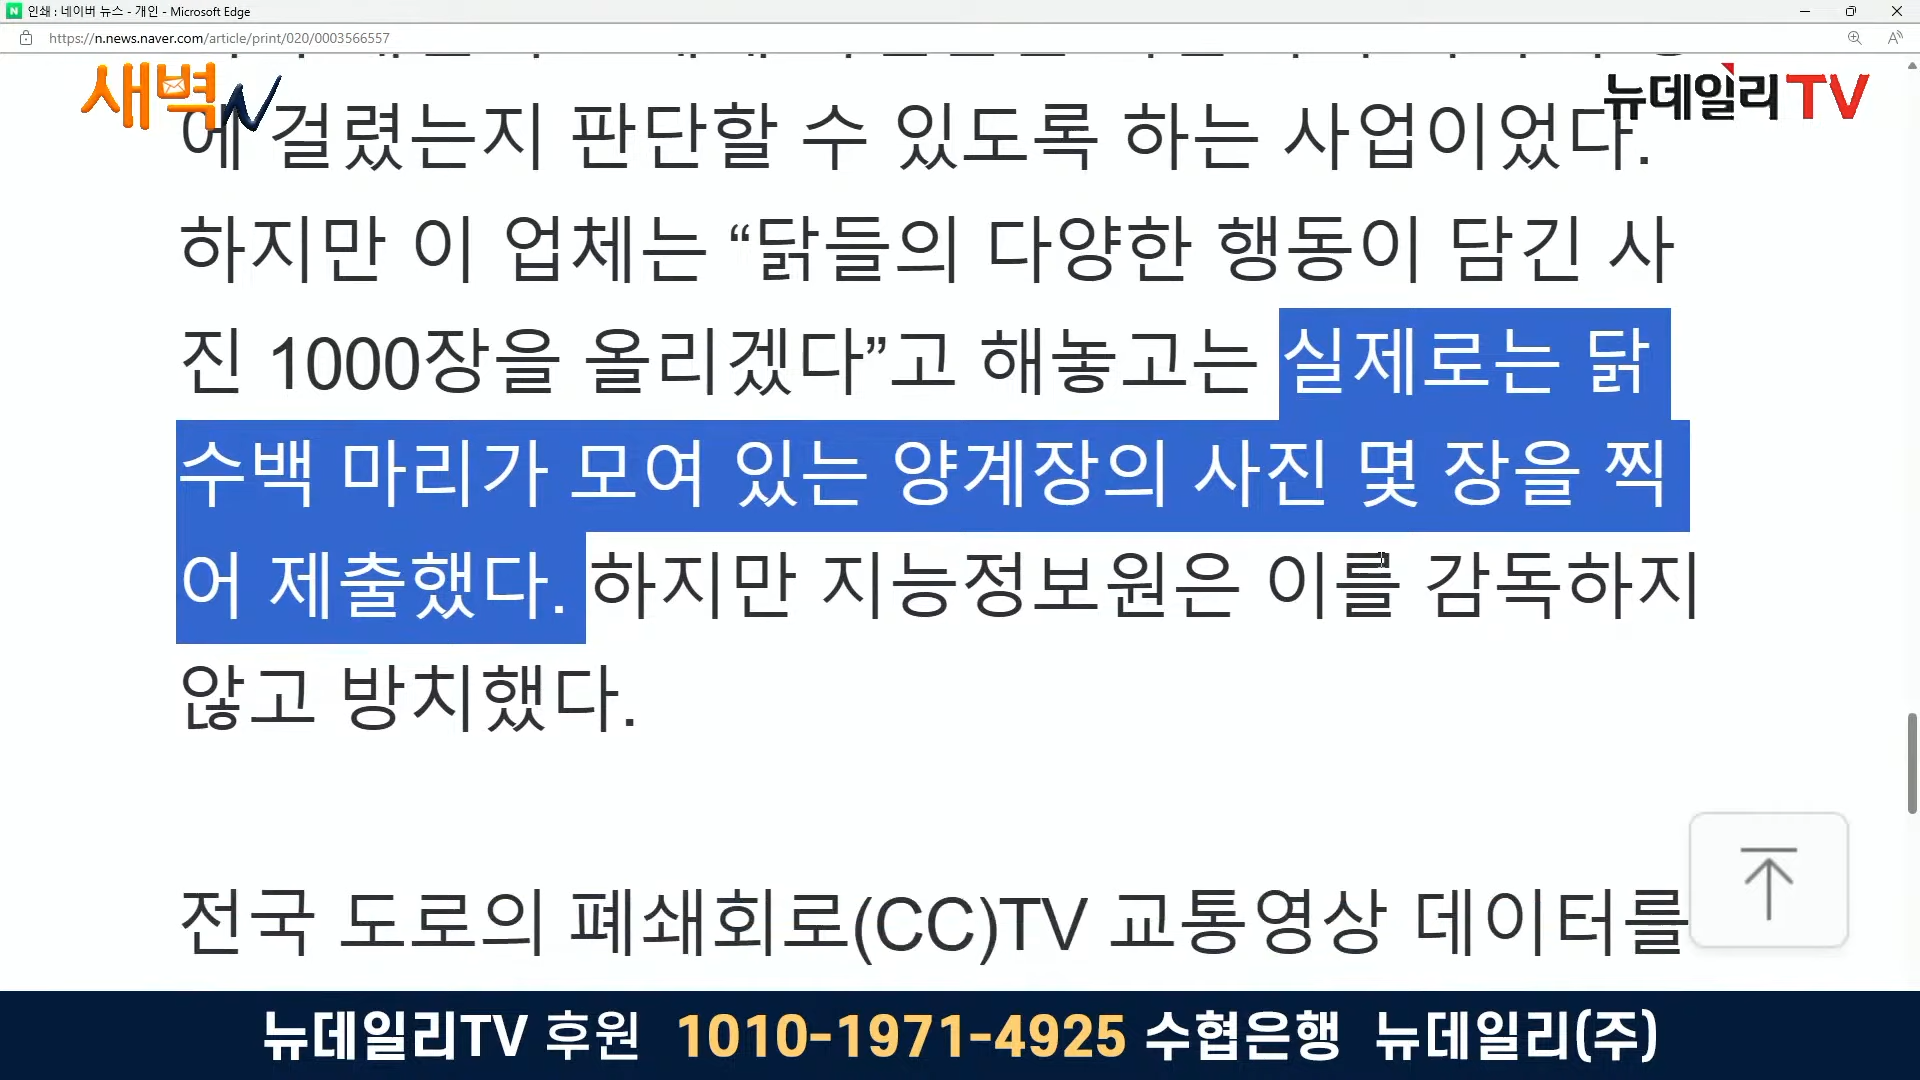 인쇄 : 네이버 뉴스 - 개인 - Microsoft Edge
https://n.news.naver.com/article/print/020/0003566557
새벽N
뉴데일리TV
에 걸렸는지 판단할 수 있도록 하는 사업이었다.
하지만 이 업체는 “닭들의 다양한 행동이 담긴 사
진 1000장을 올리겠다”고 해놓고는 실제로는 닭
수백 마리가 모여 있는 양계장의 사진 몇 장을 찍
어 제출했다. 하지만 지능정보원은 이를 감독하지
않고 방치했다.
전국 도로의 폐쇄회로(CC)TV 교통영상 데이터를
뉴데일리TV 후원 1010-1971-4925 수협은행 뉴데일리(주)